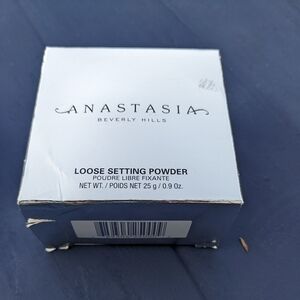 ANASTASIA
BEVERLY HILLS
LOOSE SETTING POWDER
POUDRE LIBRE FIXANTE
NET WT. / POIDS NET 25 g / 0.9 Oz.